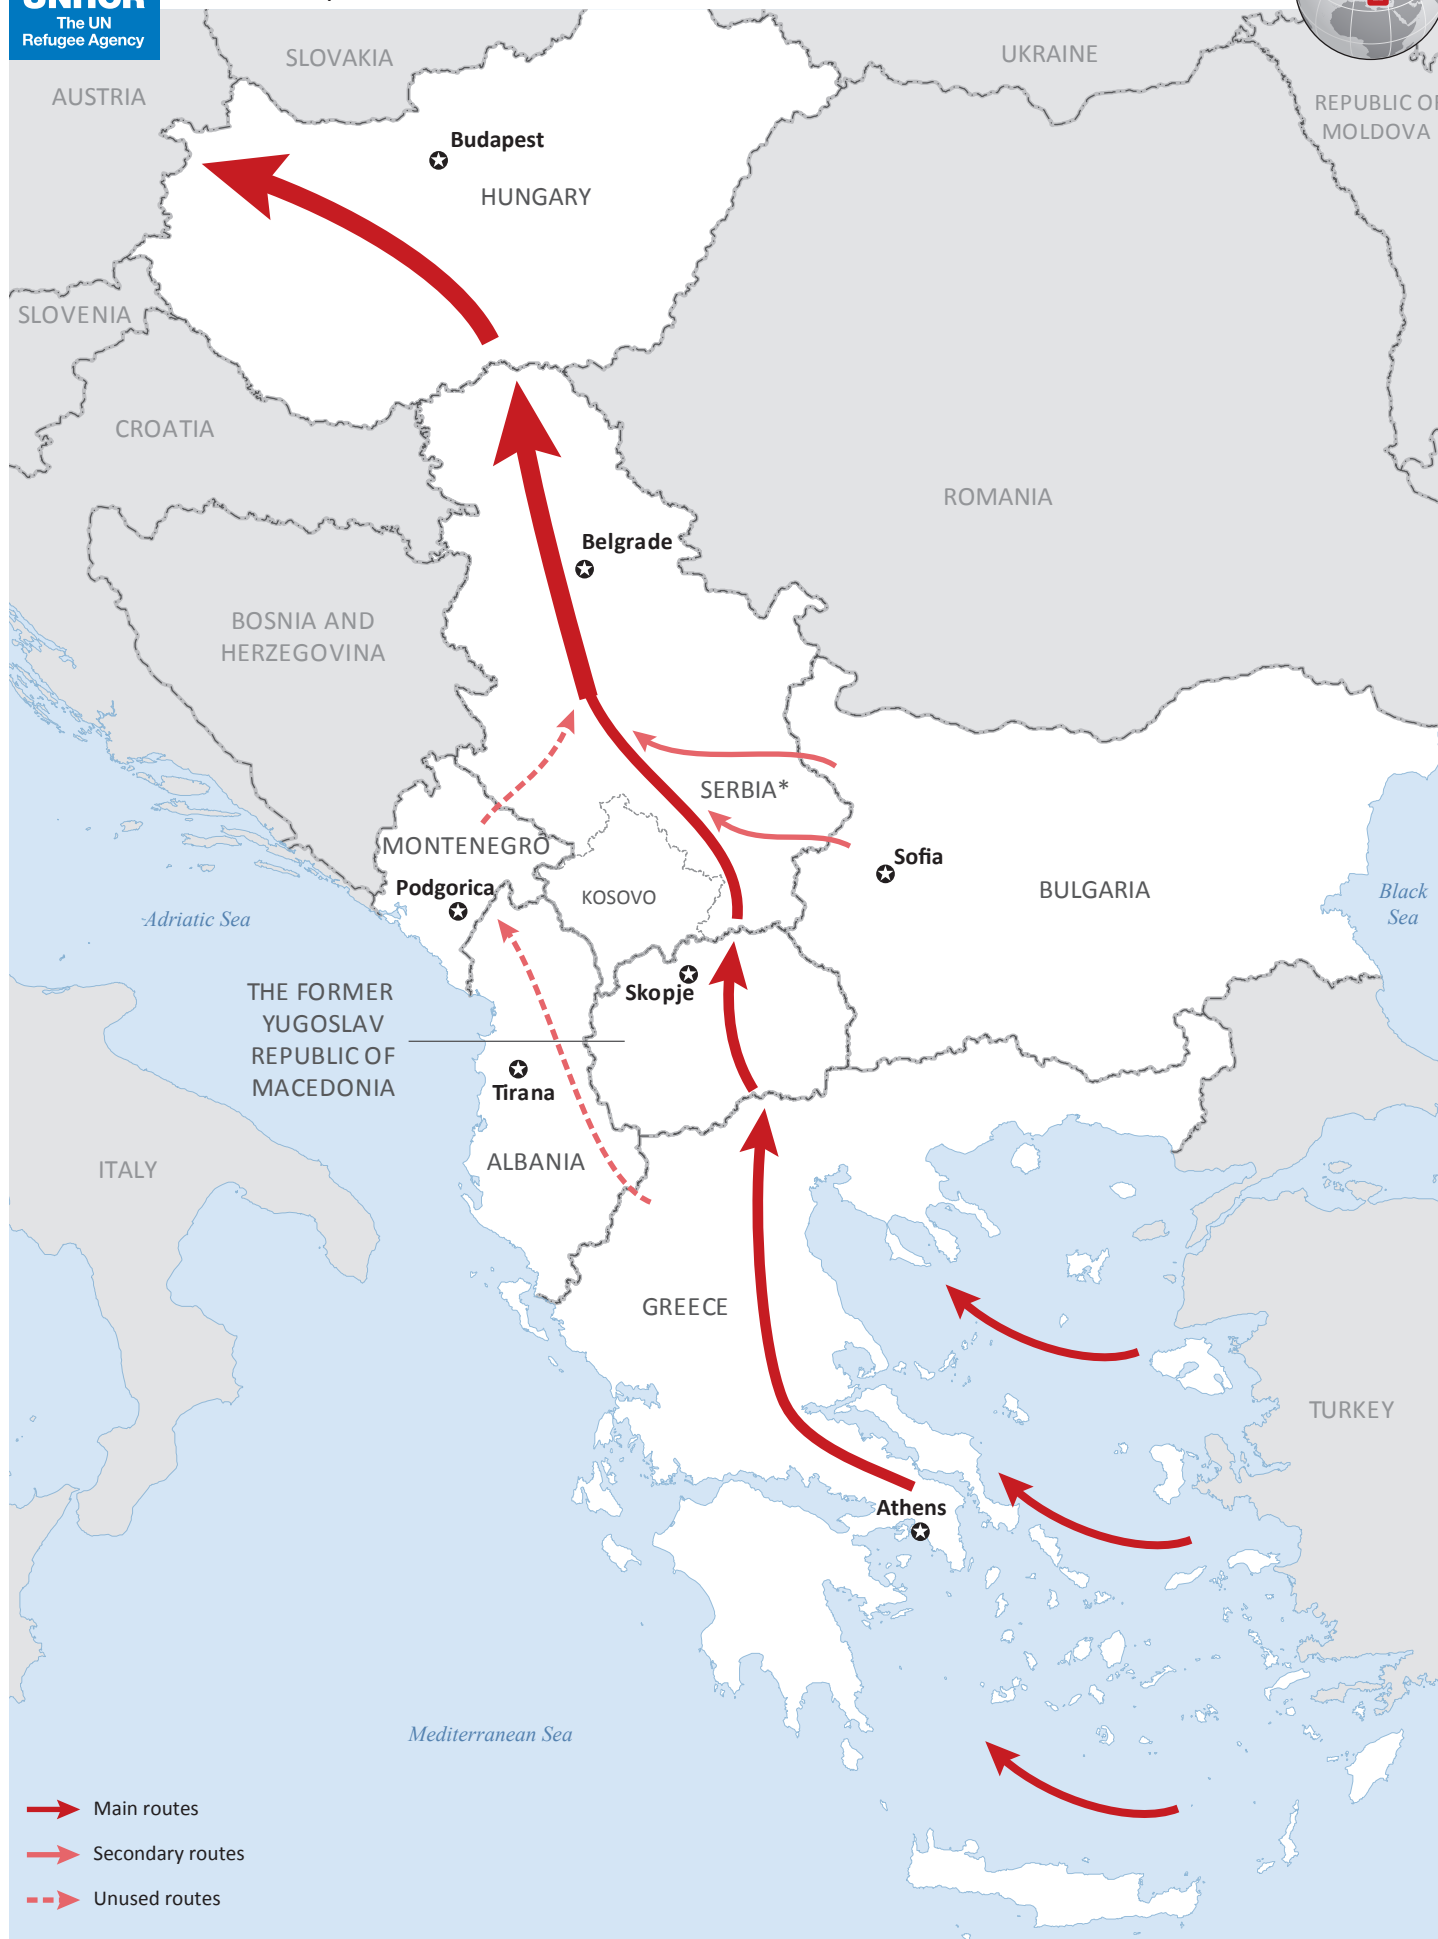 The UN
Refugee Agency
SLOVAKIA
UKRAINE
AUSTRIA
REPUBLIC OF
MOLDOVA
Budapest
HUNGARY
SLOVENIA
CROATIA
ROMANIA
Belgrade
BOSNIA AND
HERZEGOVINA
SERBIA*
MONTENEGRO
Sofia
Podgorica
KOSOVO
BULGARIA
Black
Sea
Adriatic Sea
Skopje
THE FORMER
YUGOSLAV
REPUBLIC OF
MACEDONIA
Tirana
ALBANIA
ITALY
GREECE
TURKEY
Athens
Mediterranean Sea
Main routes
Secondary routes
Unused routes